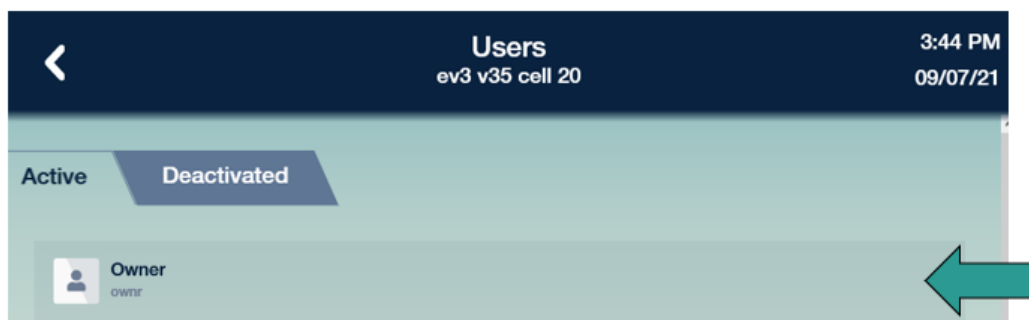 Users
ev3 v35 cell 20
3:44 PM
09/07/21
Active
Deactivated
Owner
ownr